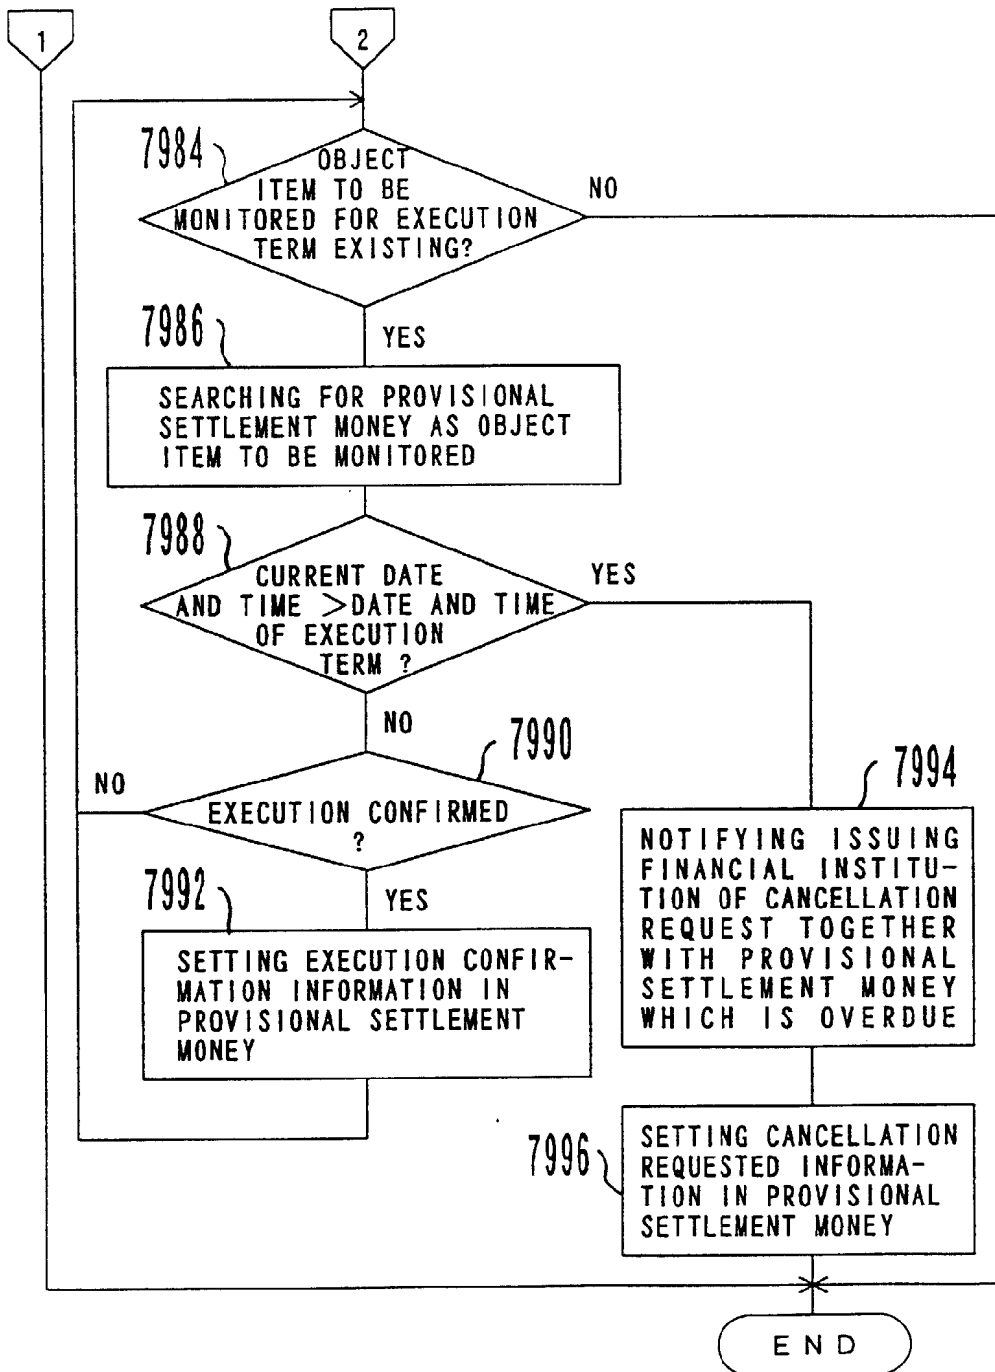 1
2
7984
OBJECT
ITEM TO BE
MONITORED FOR EXECUTION
TERM EXISTING?
NO
YES
7986
SEARCHING FOR PROVISIONAL
SETTLEMENT MONEY AS OBJECT
ITEM TO BE MONITORED
7988
CURRENT DATE
AND TIME >DATE AND TIME
OF EXECUTION
TERM ?
YES
NO
7990
EXECUTION CONFIRMED
?
NO
YES
7992
SETTING EXECUTION CONFIR-
MATION INFORMATION IN
PROVISIONAL SETTLEMENT
MONEY
7994
NOTIFYING ISSUING
FINANCIAL INSTITU-
TION OF CANCELLATION
REQUEST TOGETHER
WITH PROVISIONAL
SETTLEMENT MONEY
WHICH IS OVERDUE
7996
SETTING CANCELLATION
REQUESTED INFORMA-
TION IN PROVISIONAL
SETTLEMENT MONEY
END